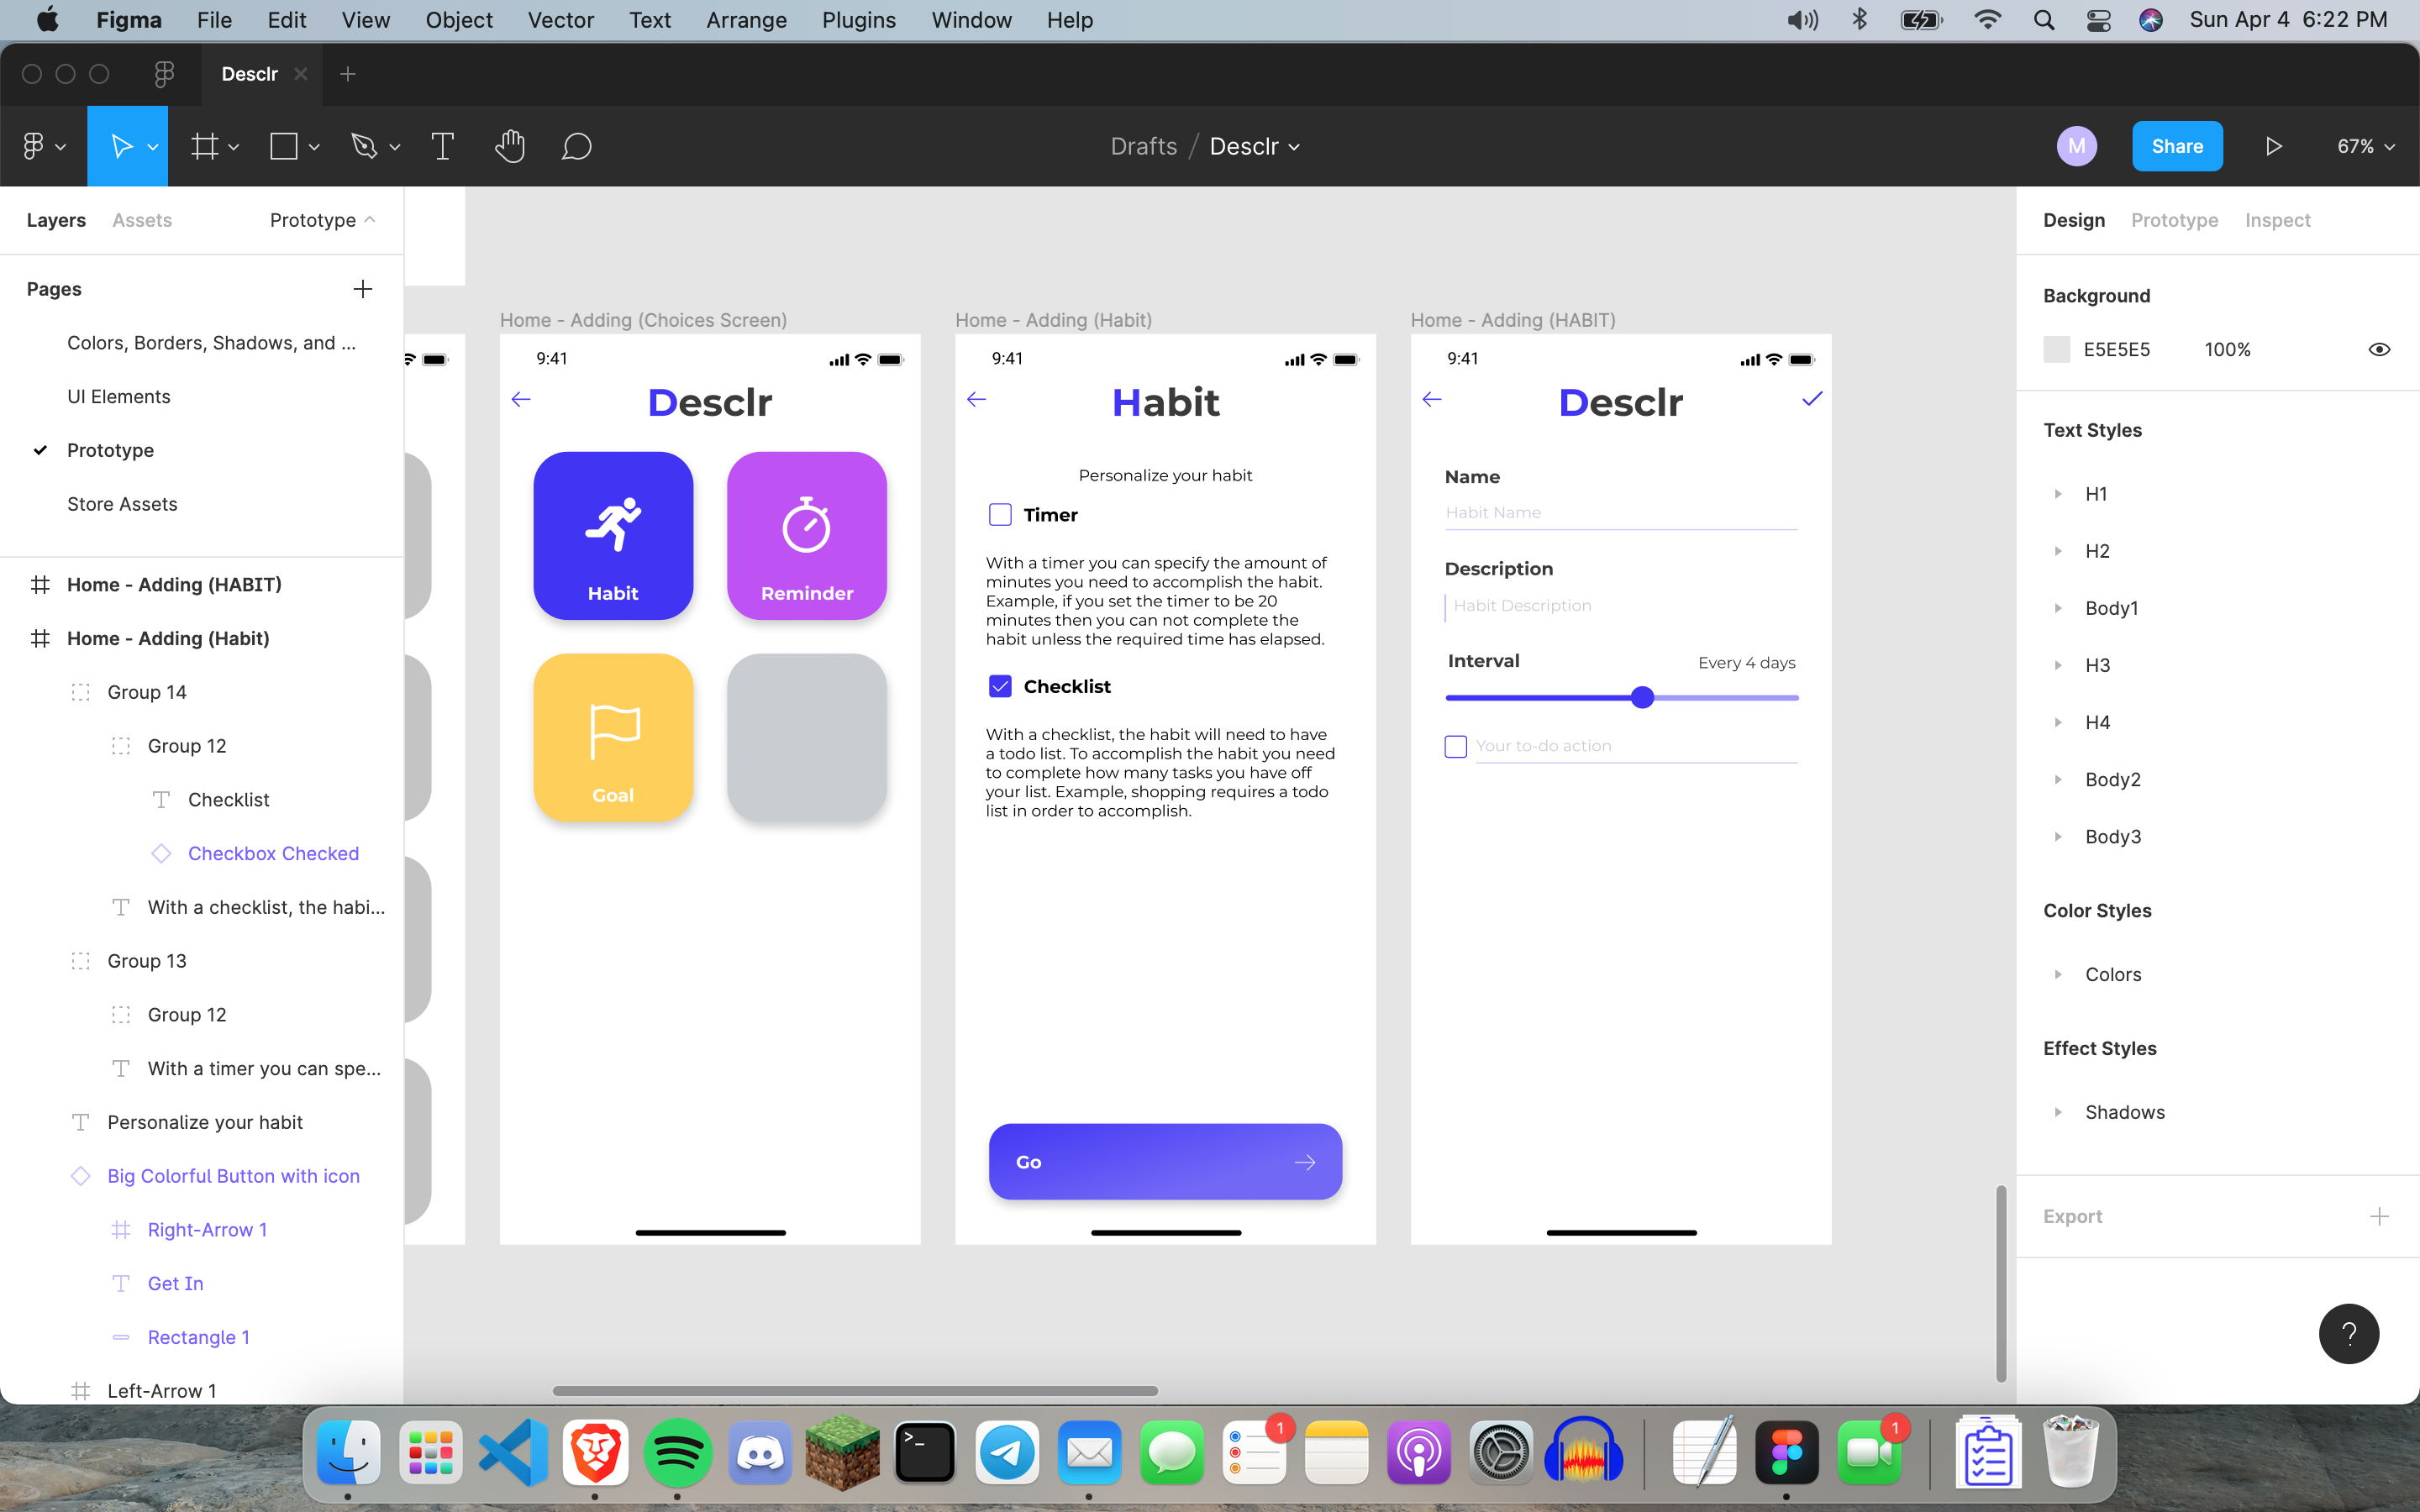 Figma File Edit View Object Vector Text Arrange Plugins Window Help Sun Apr 4 6:22 PM
Desclr
Drafts / Desclr
M Share 67%
Layers Assets Prototype
Pages
Colors, Borders, Shadows, and ...
UI Elements
Prototype
Store Assets
Home - Adding (HABIT)
Home - Adding (Habit)
Group 14
Group 12
Checklist
Checkbox Checked
With a checklist, the habi...
Group 13
Group 12
With a timer you can spe...
Personalize your habit
Big Colorful Button with icon
Right-Arrow 1
Get In
Rectangle 1
Left-Arrow 1
Home - Adding (Choices Screen)
9:41
Desclr
Habit
Reminder
Goal
Home - Adding (Habit)
9:41
Habit
Personalize your habit
Timer
With a timer you can specify the amount of
minutes you need to accomplish the habit.
Example, if you set the timer to be 20
minutes then you can not complete the
habit unless the required time has elapsed.
Checklist
With a checklist, the habit will need to have
a todo list. To accomplish the habit you need
to complete how many tasks you have off
your list. Example, shopping requires a todo
list in order to accomplish.
Go
Home - Adding (HABIT)
9:41
Desclr
Name
Habit Name
Description
Habit Description
Interval Every 4 days
Your to-do action
Design Prototype Inspect
Background
E5E5E5 100%
Text Styles
H1
H2
Body1
H3
H4
Body2
Body3
Color Styles
Colors
Effect Styles
Shadows
Export
?
1
1